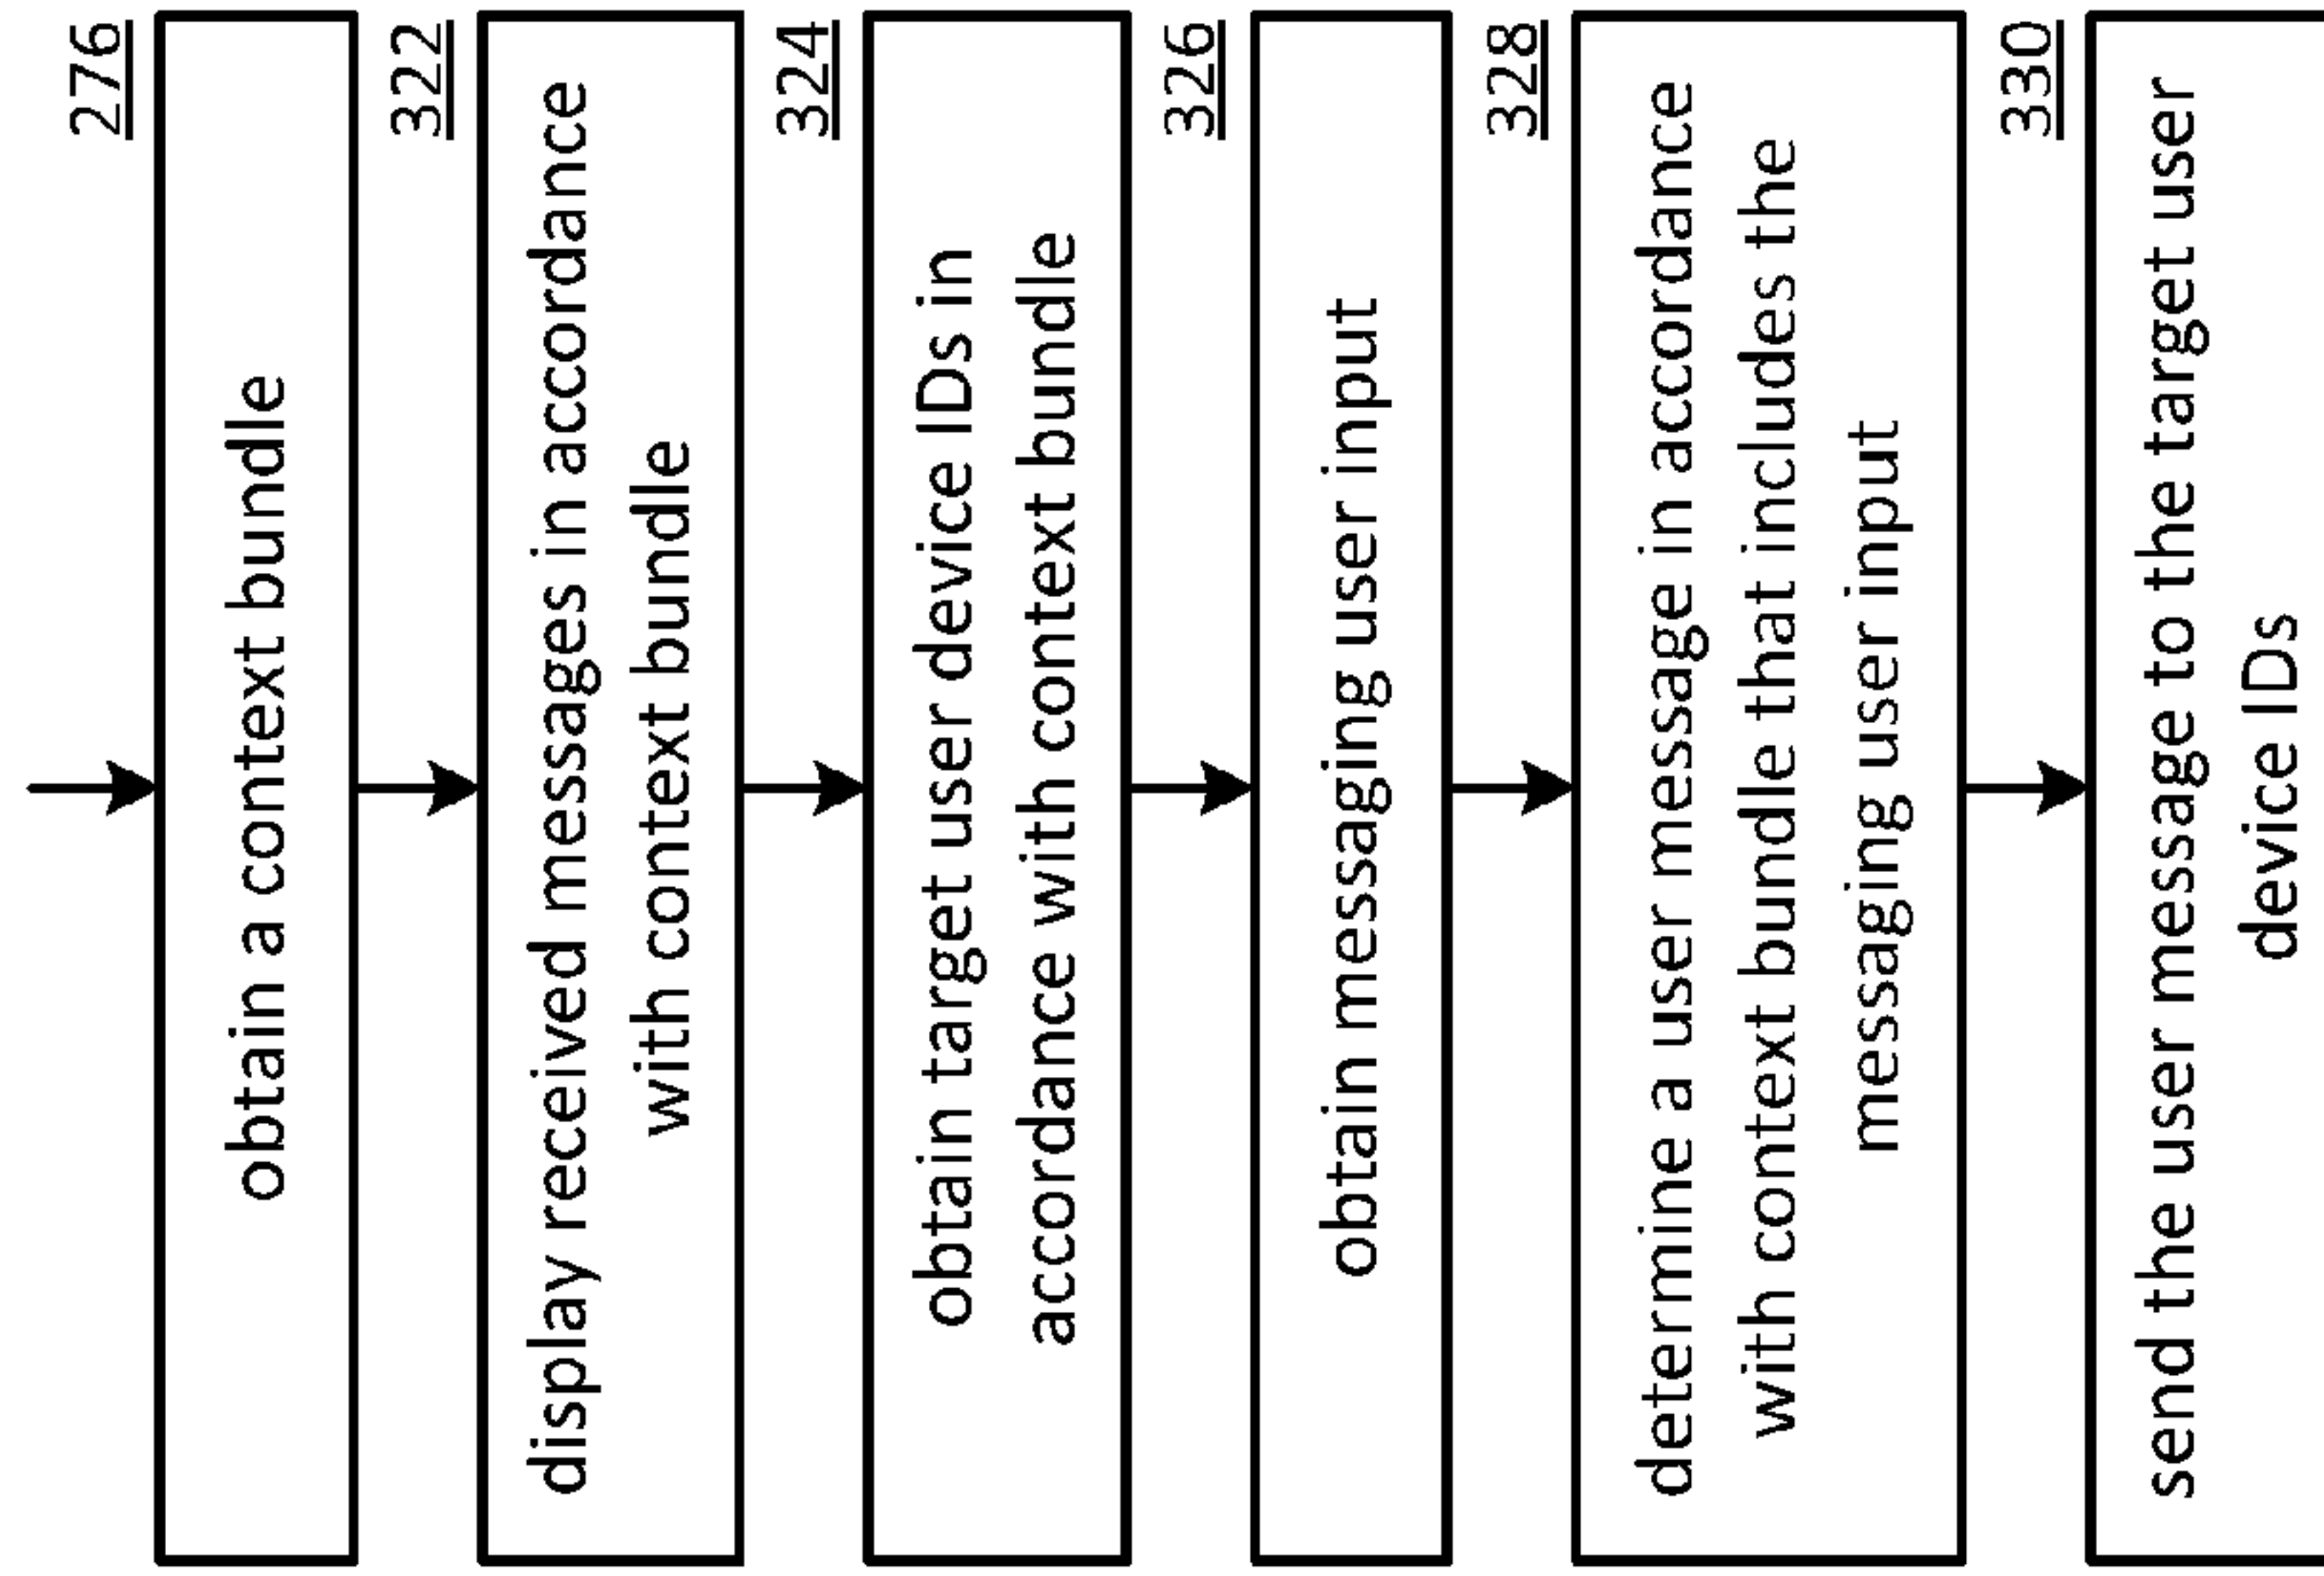 276
obtain a context bundle
322
display received messages in accordance
with context bundle
324
obtain target user device IDs in
accordance with context bundle
326
obtain messaging user input
328
determine a user message in accordance
with context bundle that includes the
messaging user input
330
send the user message to the target user
device IDs